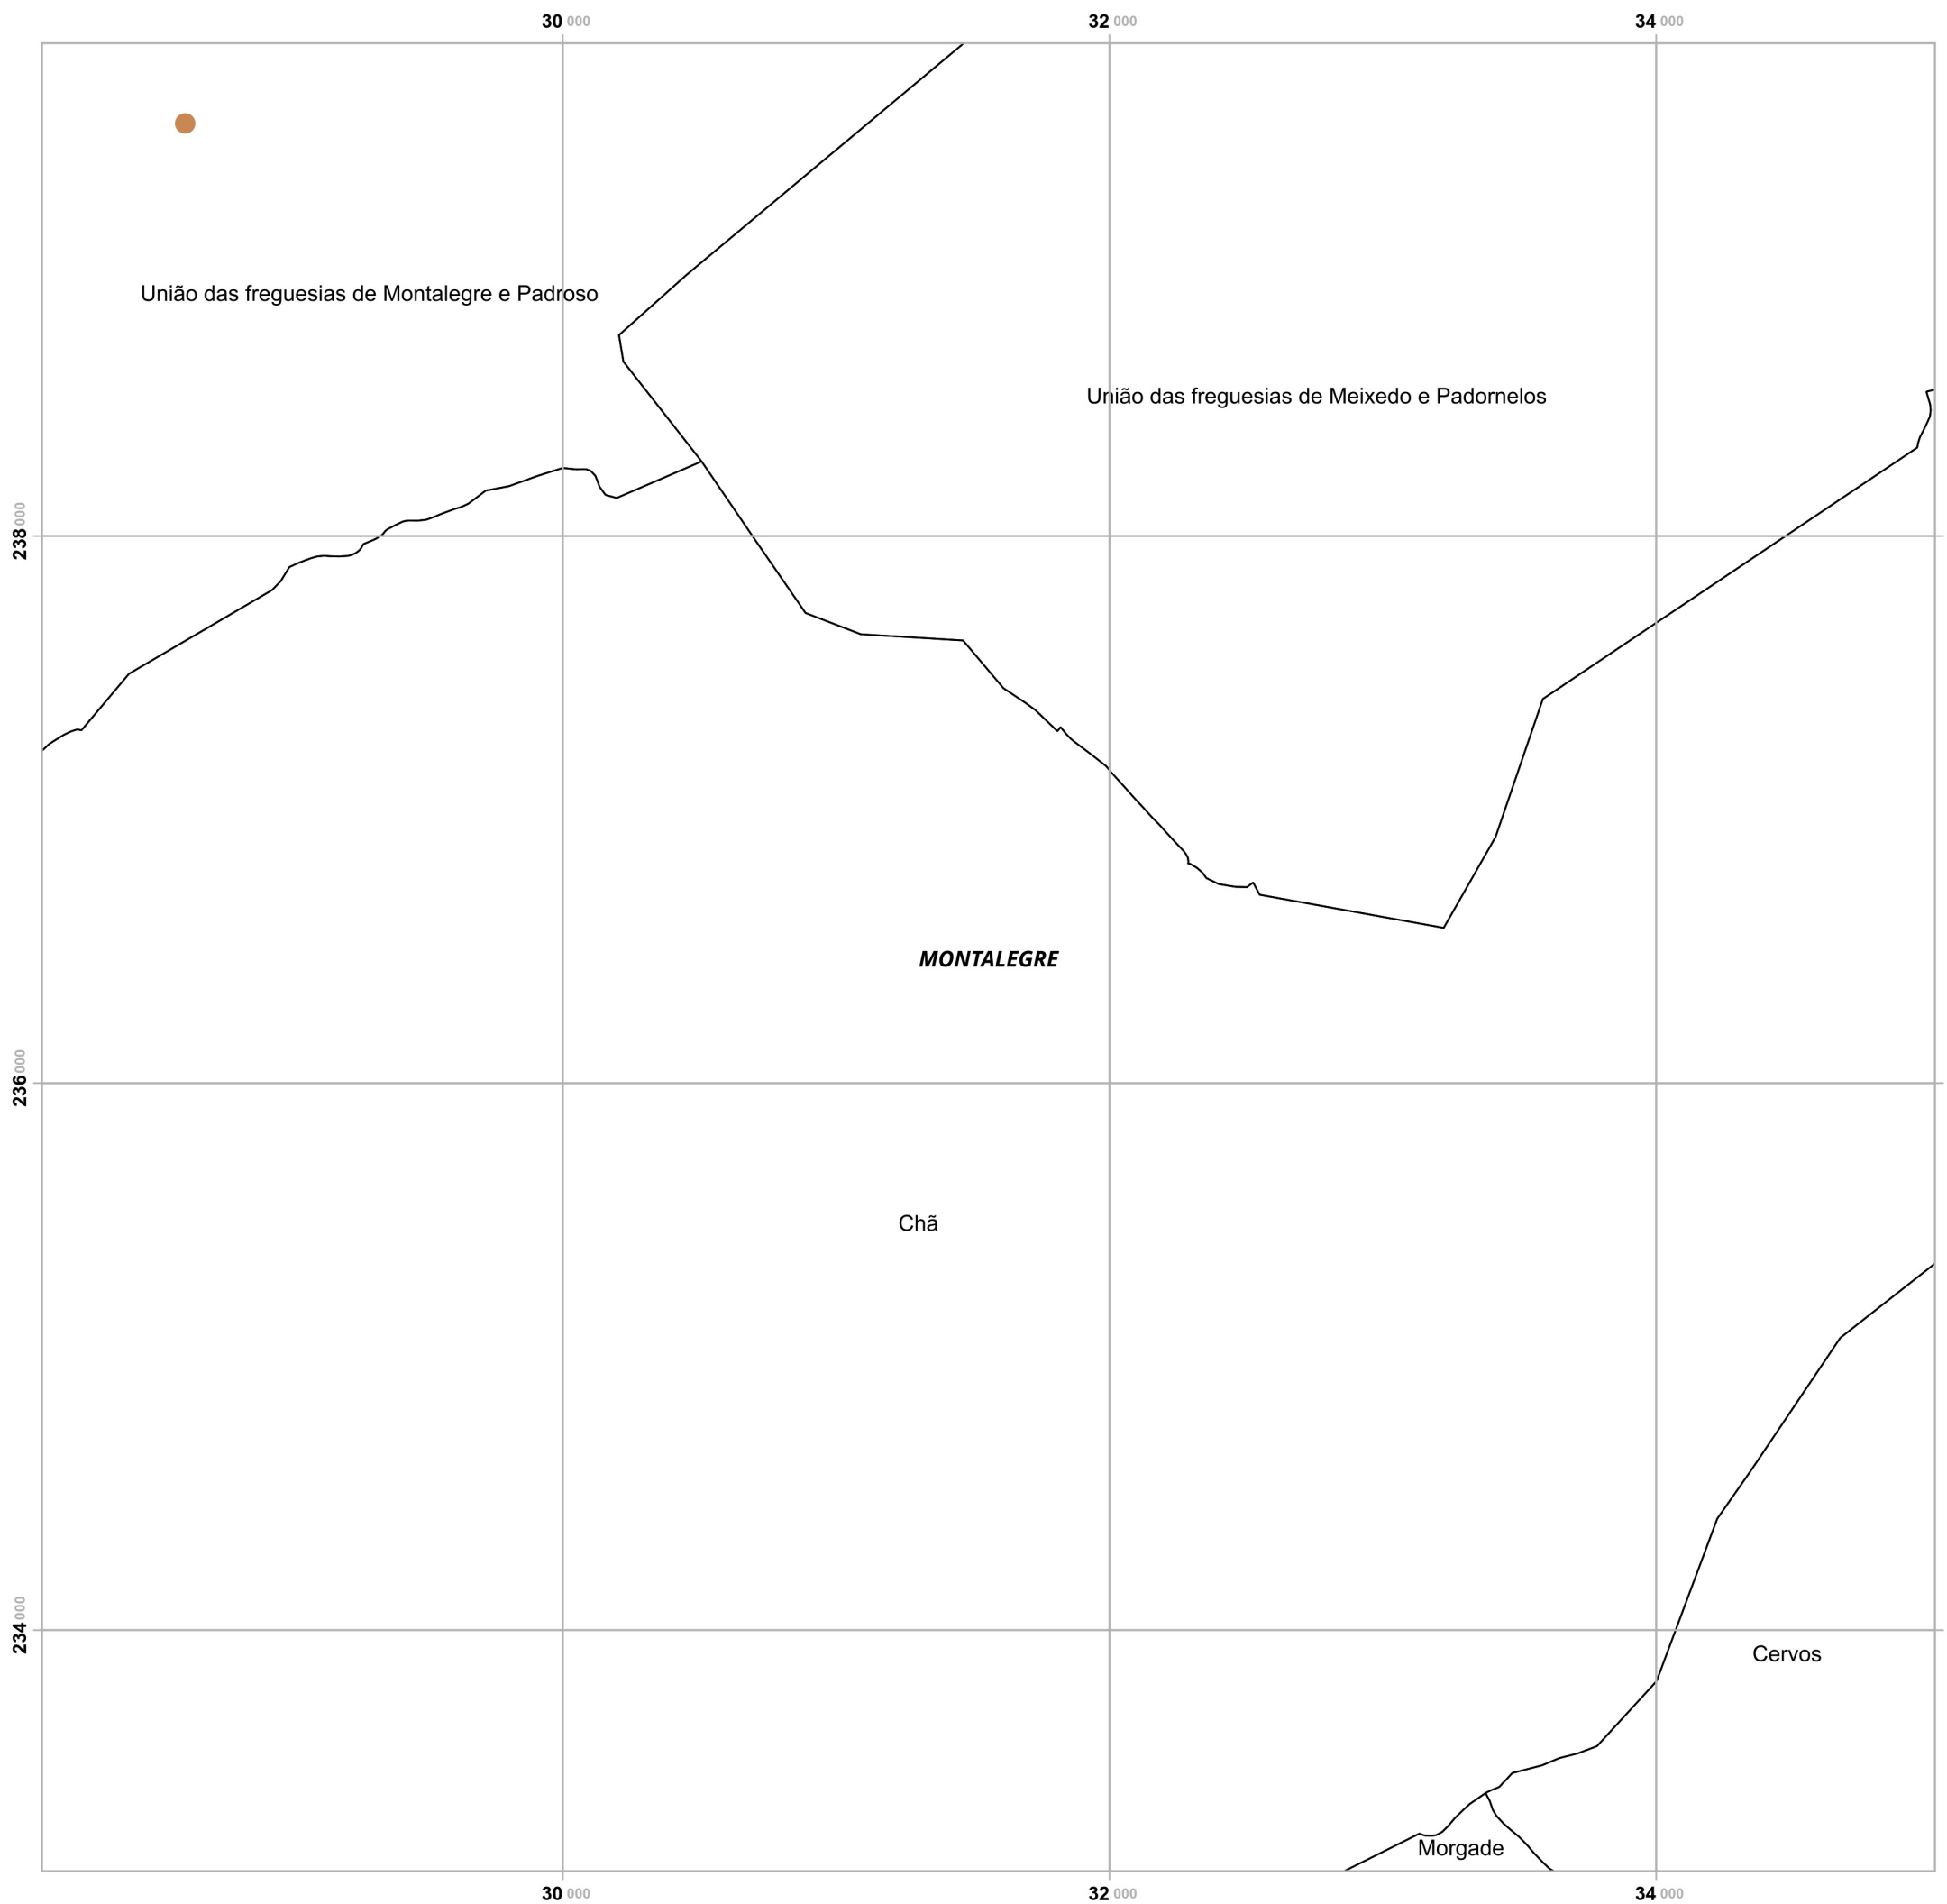 30 000
32 000
34 000
União das freguesias de Montalegre e Padroso
União das freguesias de Meixedo e Padornelos
238 000
MONTALEGRE
236 000
Chã
234 000
Cervos
Morgade
30 000
32 000
34 000